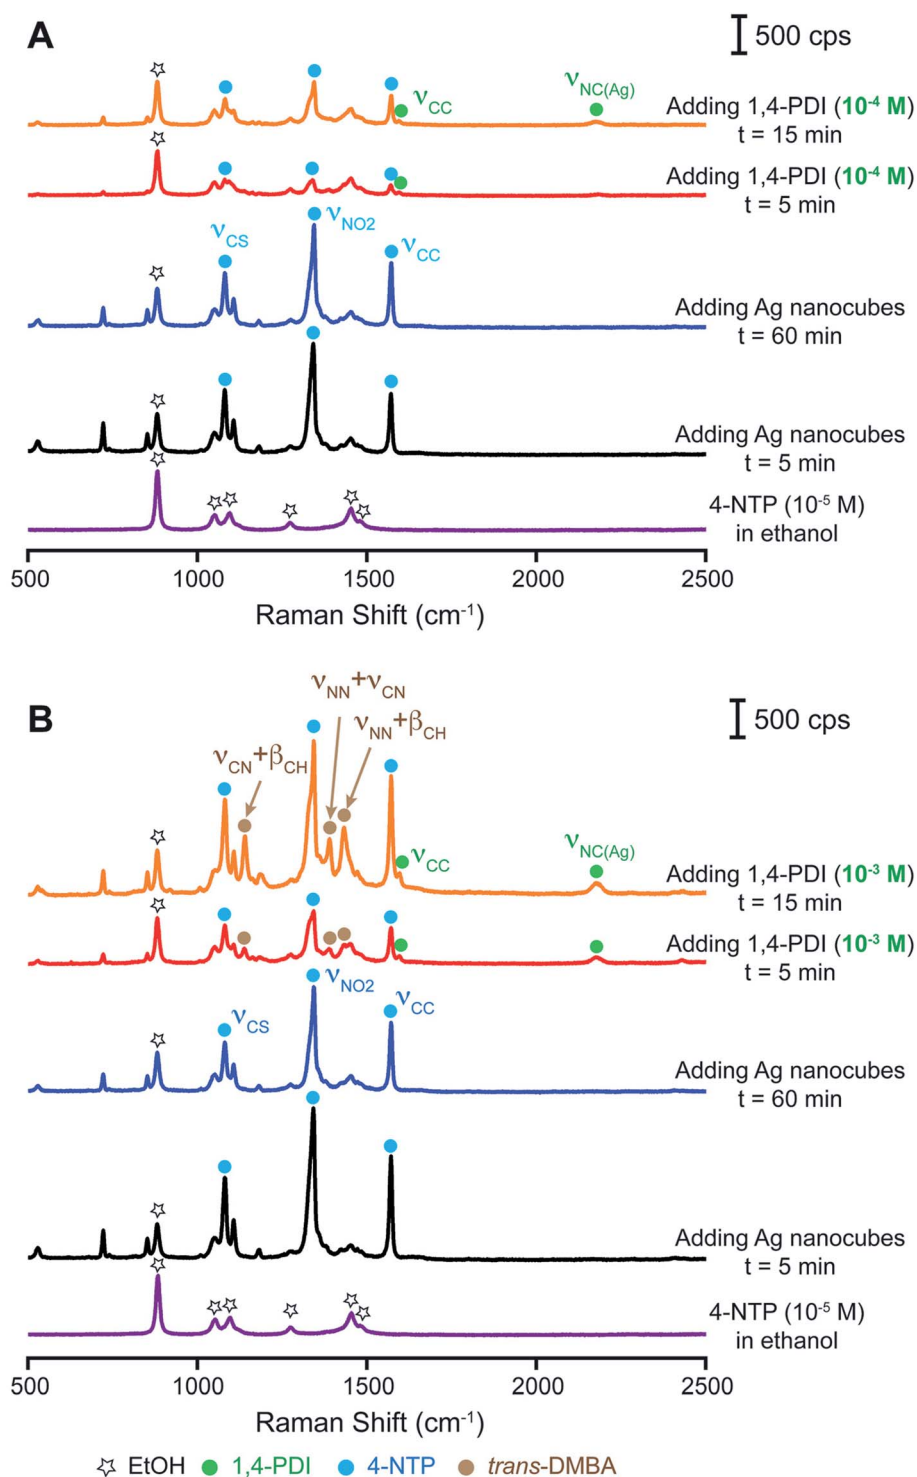 A
500 cps
νCC
νNC(Ag)
Adding 1,4-PDI (10-4 M)
t = 15 min
Adding 1,4-PDI (10-4 M)
t = 5 min
νCS
νNO2
νCC
Adding Ag nanocubes
t = 60 min
Adding Ag nanocubes
t = 5 min
4-NTP (10-5 M)
in ethanol
500 1000 1500 2000 2500
Raman Shift (cm-1)
B
500 cps
νNN+νCN
νNN+βCH
νCN+βCH
νCC
νNC(Ag)
Adding 1,4-PDI (10-3 M)
t = 15 min
Adding 1,4-PDI (10-3 M)
t = 5 min
νCS
νNO2
νCC
Adding Ag nanocubes
t = 60 min
Adding Ag nanocubes
t = 5 min
4-NTP (10-5 M)
in ethanol
500 1000 1500 2000 2500
Raman Shift (cm-1)
EtOH 1,4-PDI 4-NTP trans-DMBA